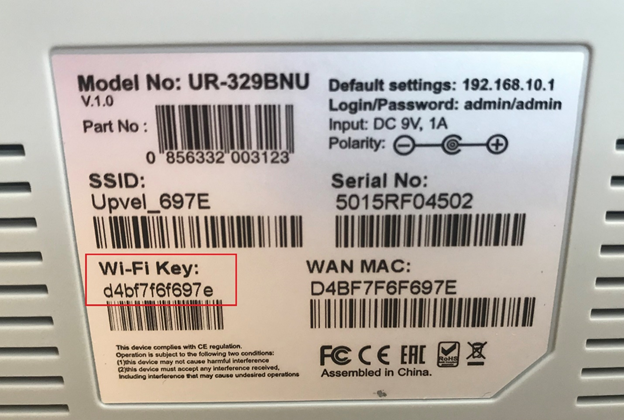 Model No: UR-329BNU
V.1.0
Part No :
0 856332 003123
Default settings: 192.168.10.1
Login/Password: admin/admin
Input: DC 9V, 1A
Polarity:
SSID:
Upvel_697E
Serial No:
5015RF04502
Wi-Fi Key:
d4bf7f6f697e
WAN MAC:
D4BF7F6F697E
This device complies with CE regulation.
Operation is subject to the following two conditions:
(1)this device may not cause harmful interference
(2)this device must accept any interference received,
Including interference that may cause undesired operations
FC CE EAC RoHS
Assembled in China.